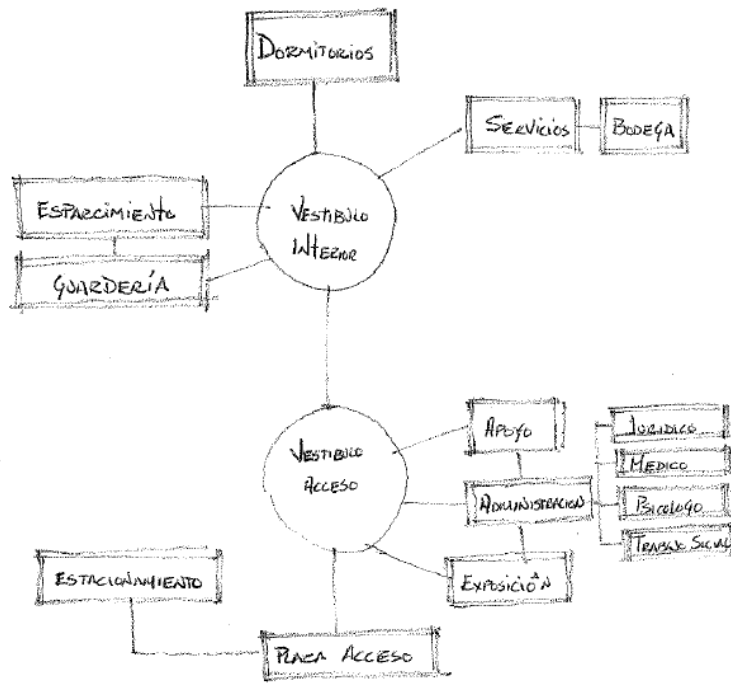 DORMITORIOS
SERVICIOS
BODEGA
ESPARCIMIENTO
VESTIBULO
INTERIOR
GUARDERÍA
APOYO
JURIDICO
VESTIBULO
ACCESO
MEDICO
ADMINISTRACION
PSICOLOGO
TRABAJO SOCIAL
ESTACIONAMIENTO
EXPOSICIÓN
PLAZA ACCESO